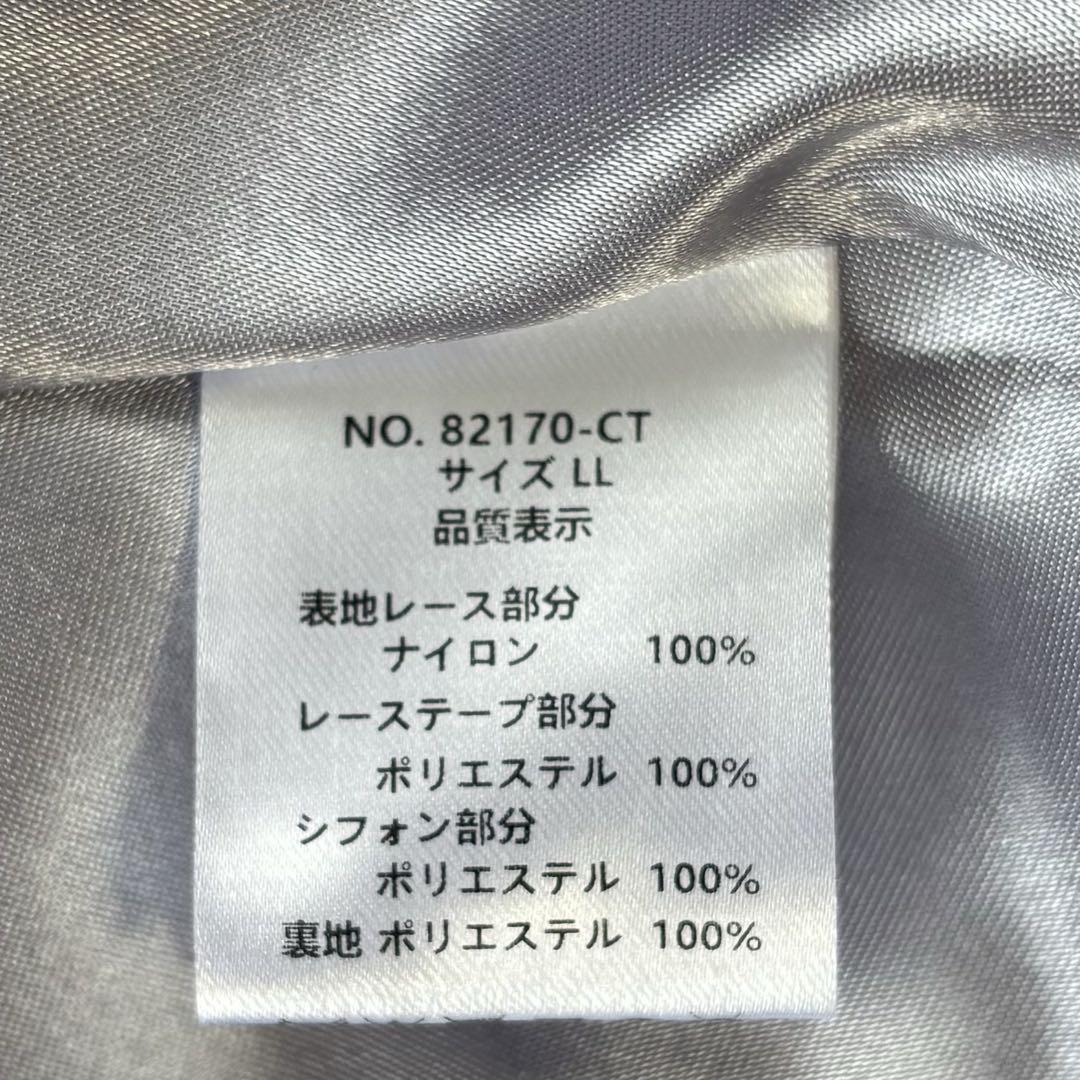 NO. 82170-CT
サイズ LL
品質表示
表地レース部分
ナイロン 100%
レーステープ部分
ポリエステル 100%
シフォン部分
ポリエステル 100%
裏地 ポリエステル 100%